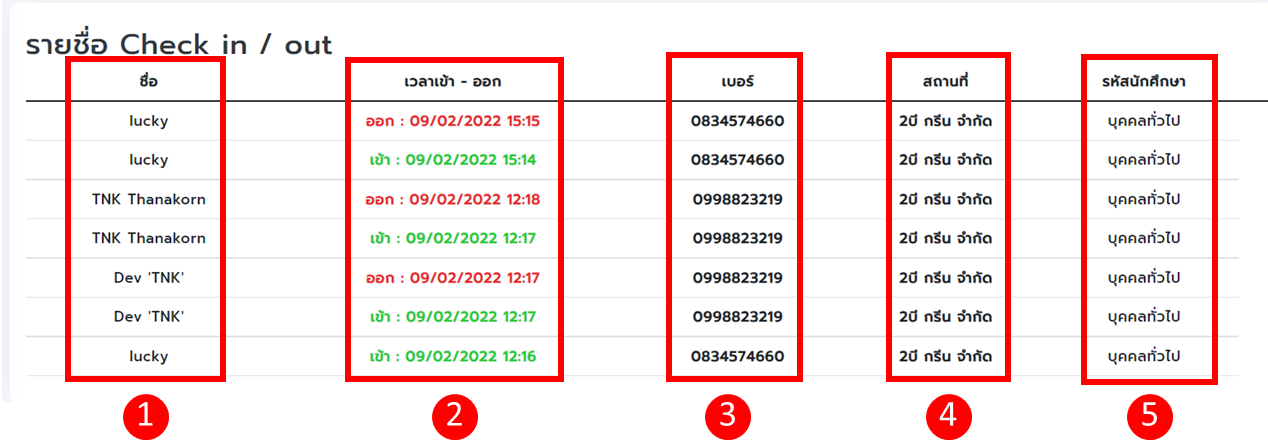 รายชื่อ Check in / out
ชื่อ เวลาเข้า - ออก เบอร์ สถานที่ รหัสนักศึกษา
lucky ออก : 09/02/2022 15:15 0834574660 2บี กรีน จำกัด บุคคลทั่วไป
lucky เข้า : 09/02/2022 15:14 0834574660 2บี กรีน จำกัด บุคคลทั่วไป
TNK Thanakorn ออก : 09/02/2022 12:18 0998823219 2บี กรีน จำกัด บุคคลทั่วไป
TNK Thanakorn เข้า : 09/02/2022 12:17 0998823219 2บี กรีน จำกัด บุคคลทั่วไป
Dev 'TNK' ออก : 09/02/2022 12:17 0998823219 2บี กรีน จำกัด บุคคลทั่วไป
Dev 'TNK' เข้า : 09/02/2022 12:17 0998823219 2บี กรีน จำกัด บุคคลทั่วไป
lucky เข้า : 09/02/2022 12:16 0834574660 2บี กรีน จำกัด บุคคลทั่วไป
1 2 3 4 5